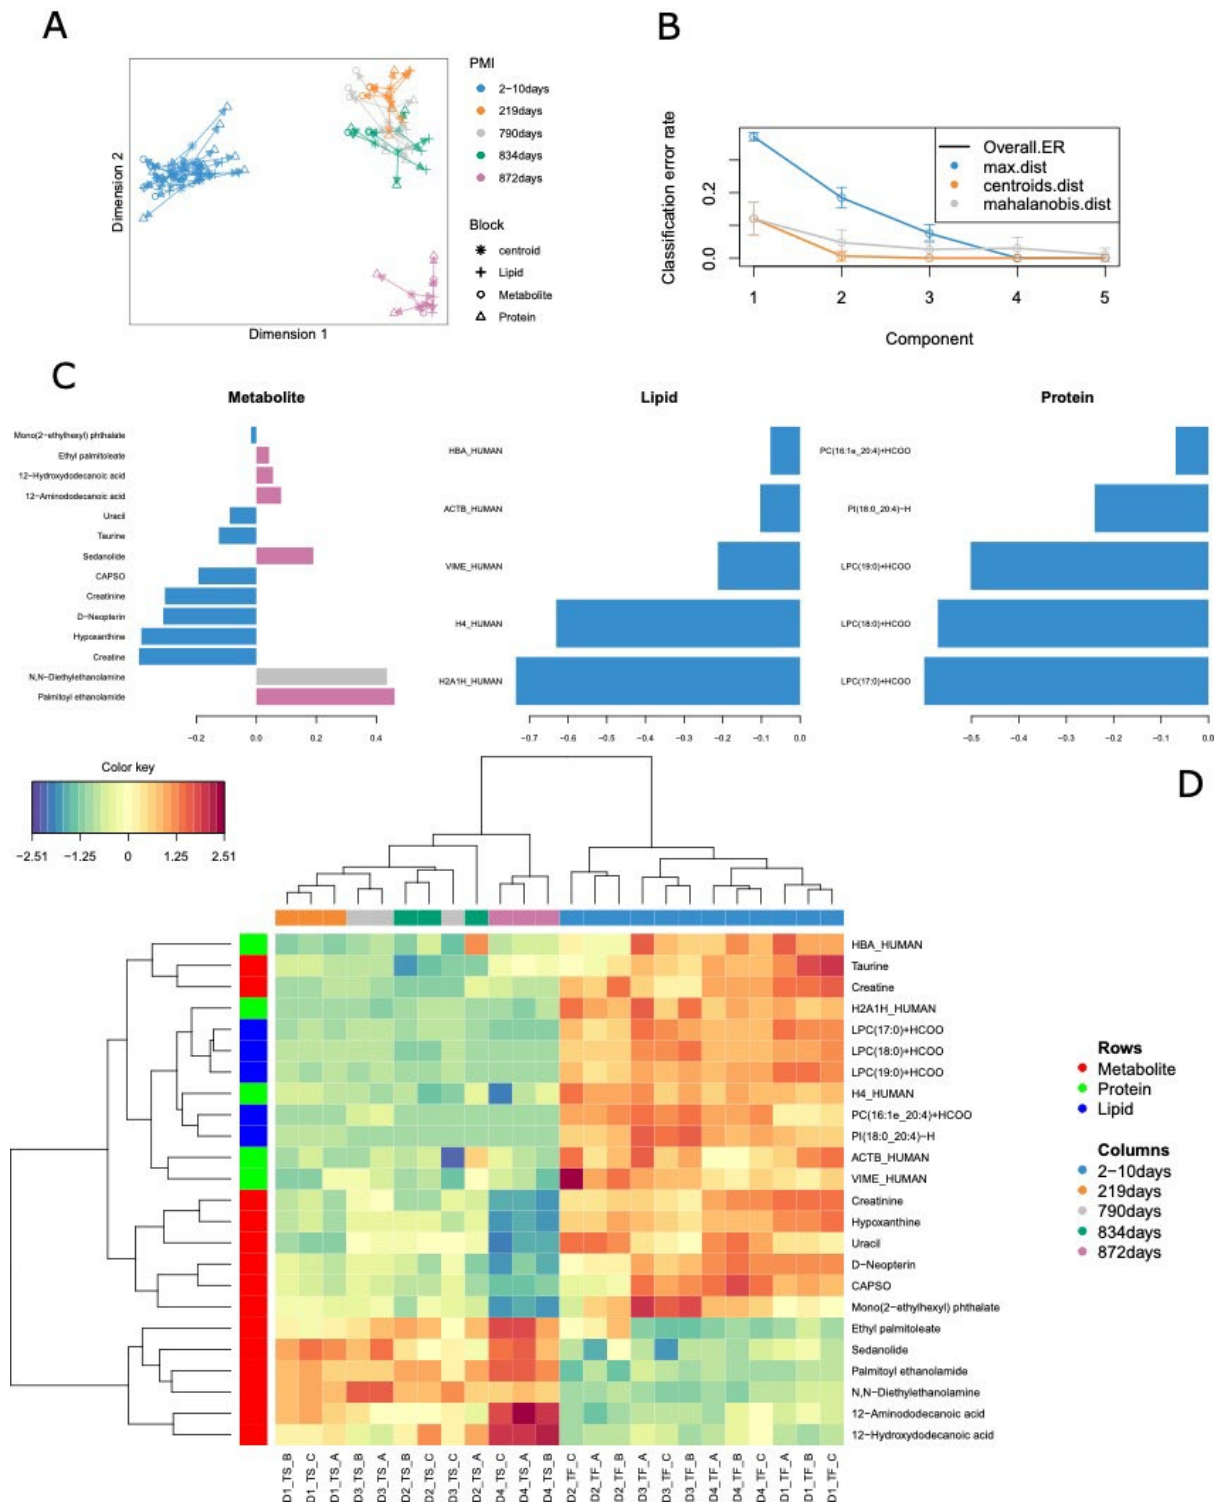 A
B
PMI
2−10days
219days
790days
834days
872days
Block
centroid
Lipid
Metabolite
Protein
Dimension 2
Dimension 1
Classification error rate
0.2
0.0
Overall.ER
max.dist
centroids.dist
mahalanobis.dist
1 2 3 4 5
Component
C
Metabolite
Mono(2−ethylhexyl) phthalate
Ethyl palmitoleate
12−Hydroxydodecanoic acid
12−Aminododecanoic acid
Uracil
Taurine
Sedanolide
CAPSO
Creatinine
D−Neopterin
Hypoxanthine
Creatine
N,N−Diethylethanolamine
Palmitoyl ethanolamide
−0.2 0.0 0.2 0.4
Lipid
HBA_HUMAN
ACTB_HUMAN
VIME_HUMAN
H4_HUMAN
H2A1H_HUMAN
−0.7 −0.6 −0.5 −0.4 −0.3 −0.2 −0.1 0.0
Protein
PC(16:1e_20:4)+HCOO
PI(18:0_20:4)−H
LPC(19:0)+HCOO
LPC(18:0)+HCOO
LPC(17:0)+HCOO
−0.5 −0.4 −0.3 −0.2 −0.1 0.0
D
Color key
−2.51 −1.25 0 1.25 2.51
HBA_HUMAN
Taurine
Creatine
H2A1H_HUMAN
LPC(17:0)+HCOO
LPC(18:0)+HCOO
LPC(19:0)+HCOO
H4_HUMAN
PC(16:1e_20:4)+HCOO
PI(18:0_20:4)−H
ACTB_HUMAN
VIME_HUMAN
Creatinine
Hypoxanthine
Uracil
D−Neopterin
CAPSO
Mono(2−ethylhexyl) phthalate
Ethyl palmitoleate
Sedanolide
Palmitoyl ethanolamide
N,N−Diethylethanolamine
12−Aminododecanoic acid
12−Hydroxydodecanoic acid
Rows
Metabolite
Protein
Lipid
Columns
2−10days
219days
790days
834days
872days
D1_TS_B
D1_TS_C
D1_TS_A
D3_TS_B
D3_TS_A
D2_TS_B
D2_TS_C
D3_TS_C
D2_TS_A
D4_TS_C
D4_TS_A
D4_TS_B
D2_TF_C
D2_TF_A
D2_TF_B
D3_TF_A
D3_TF_C
D3_TF_B
D4_TF_A
D4_TF_B
D4_TF_C
D1_TF_A
D1_TF_B
D1_TF_C